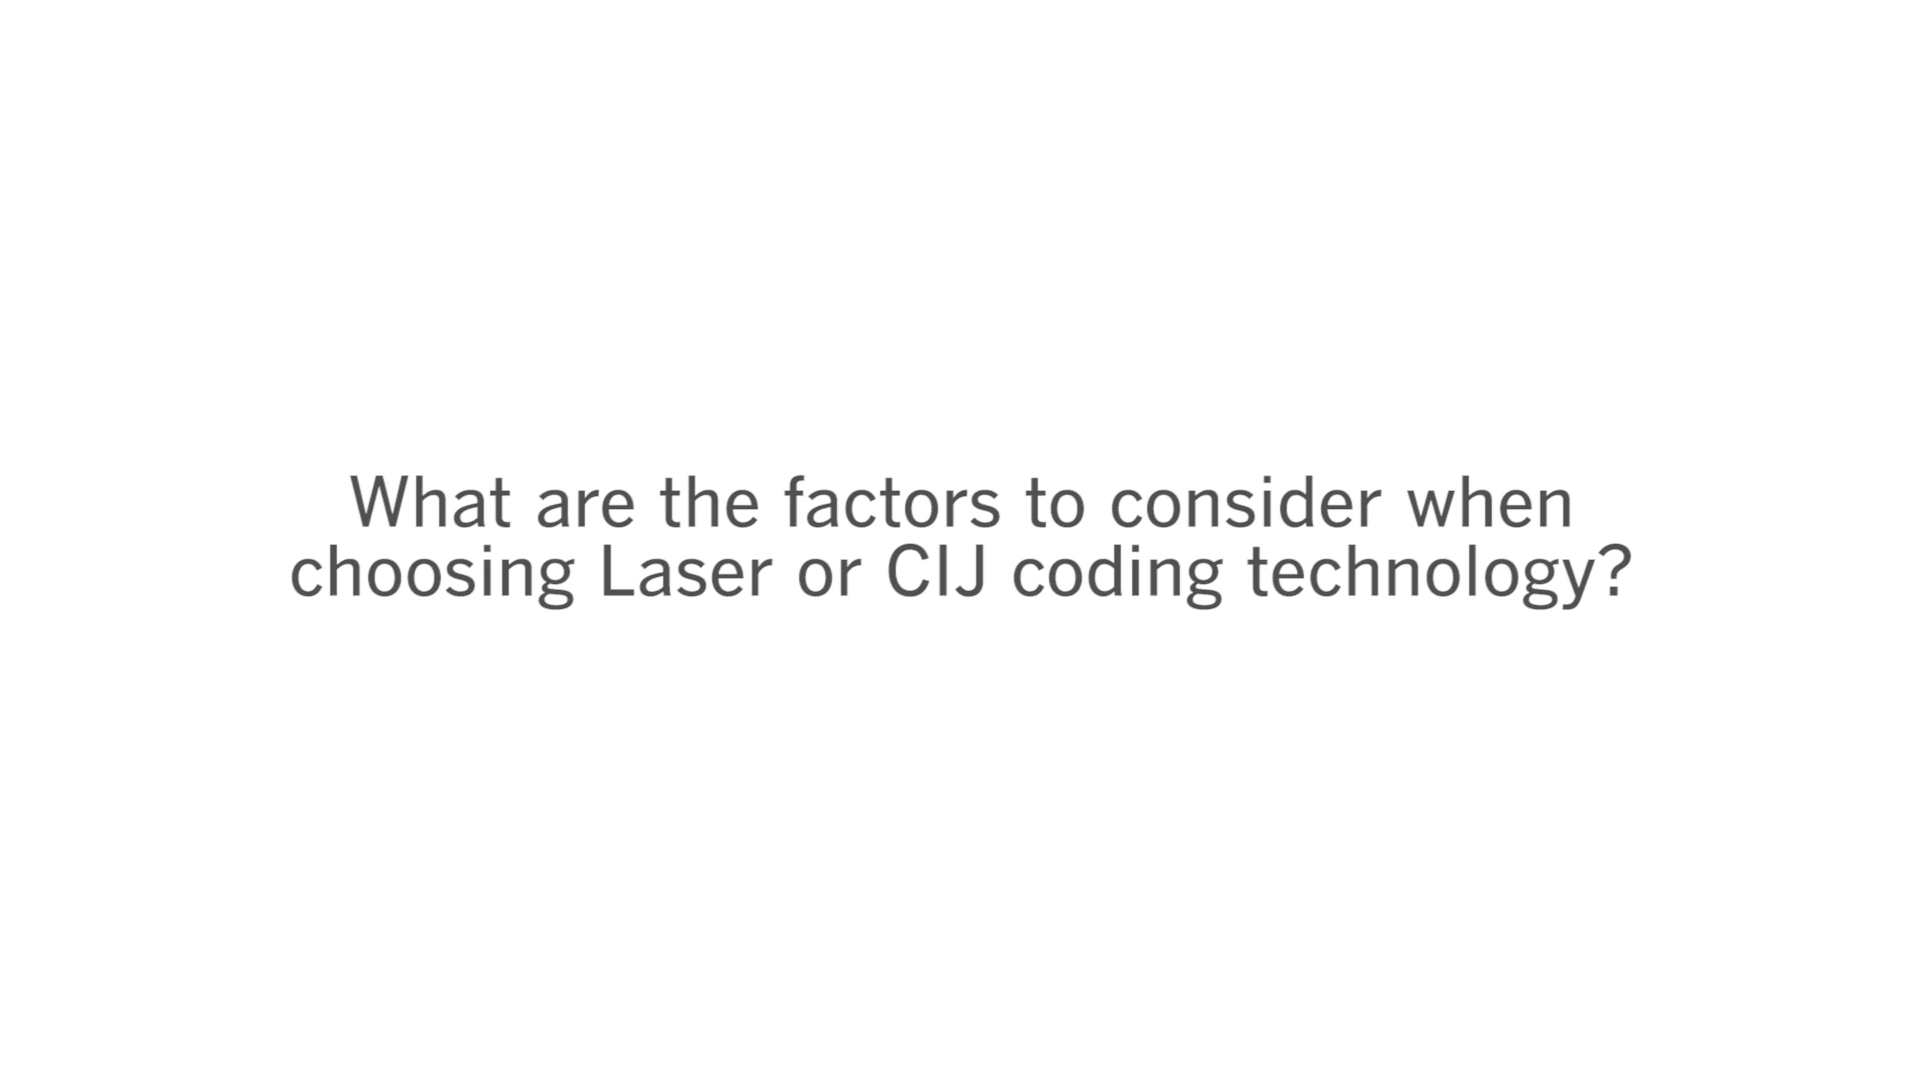 What are the factors to consider when
choosing Laser or CIJ coding technology?